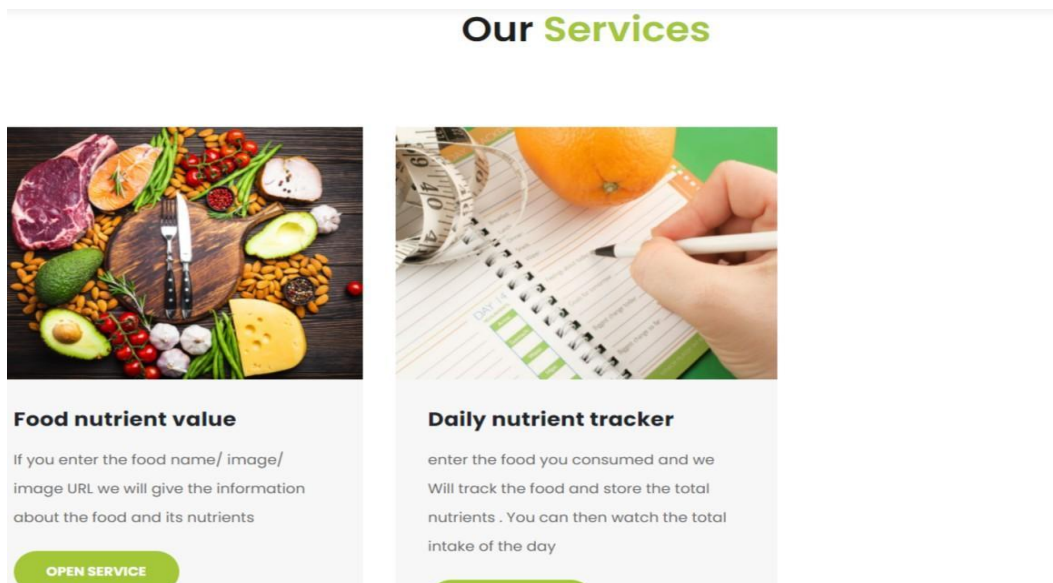 Our Services
Food nutrient value
If you enter the food name/ image/
image URL we will give the information
about the food and its nutrients
OPEN SERVICE
DAY 14
Daily nutrient tracker
enter the food you consumed and we
Will track the food and store the total
nutrients . You can then watch the total
intake of the day